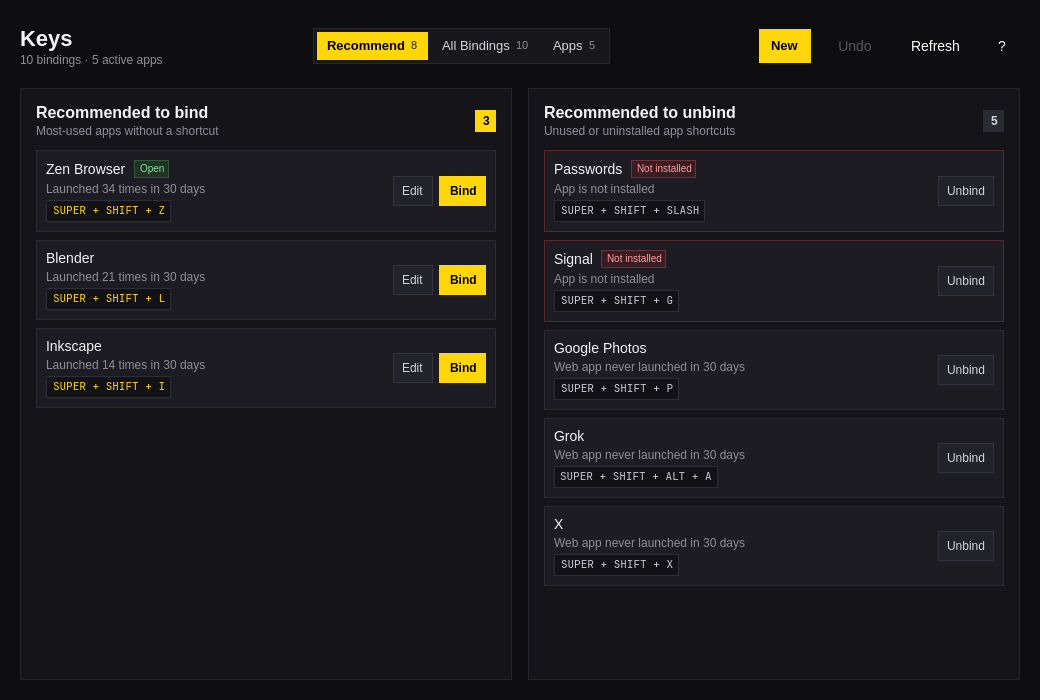 Keys
10 bindings · 5 active apps
Recommend 8
All Bindings 10
Apps 5
New
Undo
Refresh
?
Recommended to bind
Most-used apps without a shortcut
3
Zen Browser Open
Launched 34 times in 30 days
SUPER + SHIFT + Z
Edit
Bind
Blender
Launched 21 times in 30 days
SUPER + SHIFT + L
Edit
Bind
Inkscape
Launched 14 times in 30 days
SUPER + SHIFT + I
Edit
Bind
Recommended to unbind
Unused or uninstalled app shortcuts
5
Passwords Not installed
App is not installed
SUPER + SHIFT + SLASH
Unbind
Signal Not installed
App is not installed
SUPER + SHIFT + G
Unbind
Google Photos
Web app never launched in 30 days
SUPER + SHIFT + P
Unbind
Grok
Web app never launched in 30 days
SUPER + SHIFT + ALT + A
Unbind
X
Web app never launched in 30 days
SUPER + SHIFT + X
Unbind